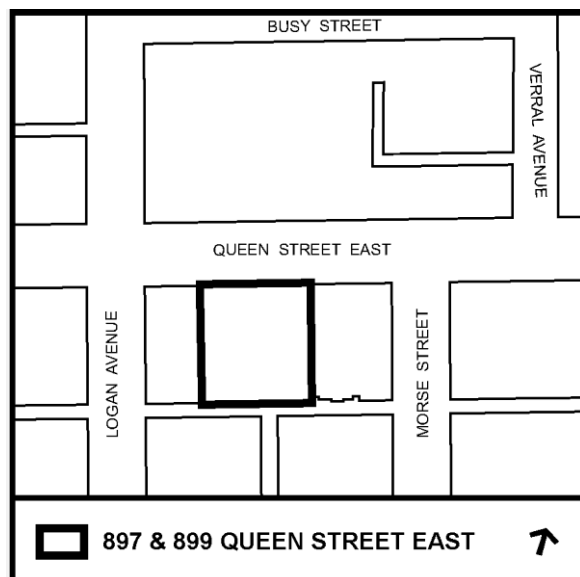 BUSY STREET
VERRAL AVENUE
QUEEN STREET EAST
LOGAN AVENUE
MORSE STREET
897 & 899 QUEEN STREET EAST